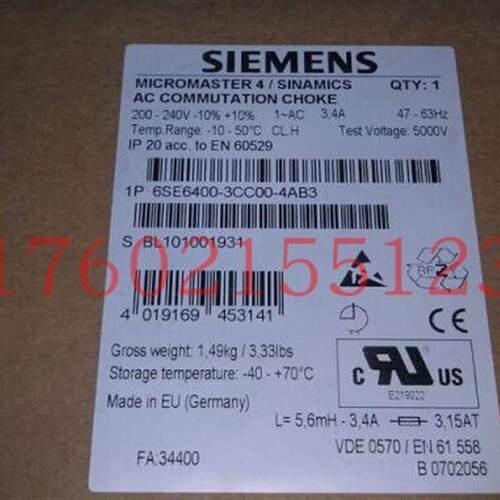 SIEMENS
MICROMASTER 4 / SINAMICS QTY: 1
AC COMMUTATION CHOKE
200 - 240V -10% +10% 1~AC 3,4A 47 - 63Hz
Temp.Range: -10 - 50°C CL.H Test Voltage: 5000V
IP 20 acc. to EN 60529
1P 6SE6400-3CC00-4AB3
S BL101001931
17602155123
4 019169 453141
Gross weight: 1,49kg / 3,33lbs
Storage temperature: -40 - +70°C
Made in EU (Germany)
C UR US
E219022
L= 5,6mH - 3,4A 3,15AT
VDE 0570 / EN 61 558
FA:34400 B 0702056